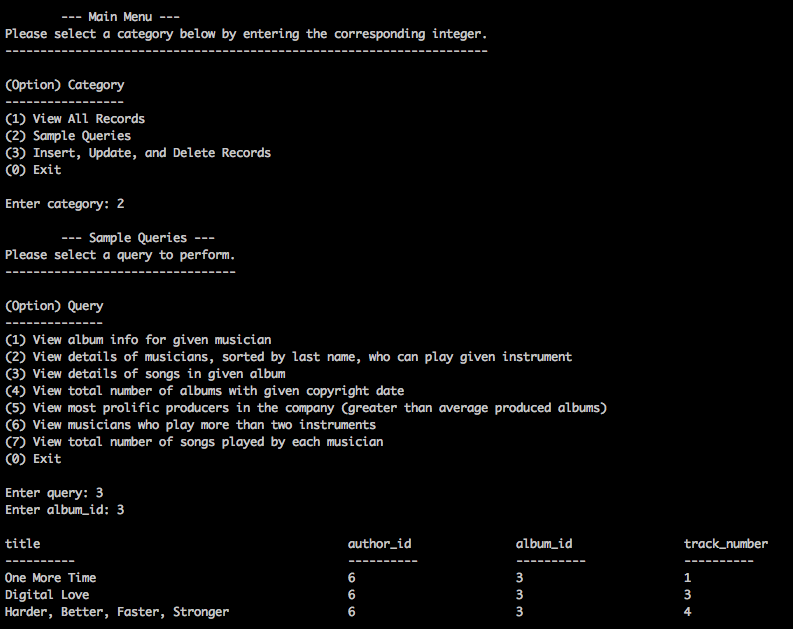 --- Main Menu ---
Please select a category below by entering the corresponding integer.
---------------------------------------------------------------------
(Option) Category
-----------------
(1) View All Records
(2) Sample Queries
(3) Insert, Update, and Delete Records
(0) Exit
Enter category: 2
--- Sample Queries ---
Please select a query to perform.
---------------------------------
(Option) Query
--------------
(1) View album info for given musician
(2) View details of musicians, sorted by last name, who can play given instrument
(3) View details of songs in given album
(4) View total number of albums with given copyright date
(5) View most prolific producers in the company (greater than average produced albums)
(6) View musicians who play more than two instruments
(7) View total number of songs played by each musician
(0) Exit
Enter query: 3
Enter album_id: 3
title author_id album_id track_number
---------- ---------- ---------- ----------
One More Time 6 3 1
Digital Love 6 3 3
Harder, Better, Faster, Stronger 6 3 4